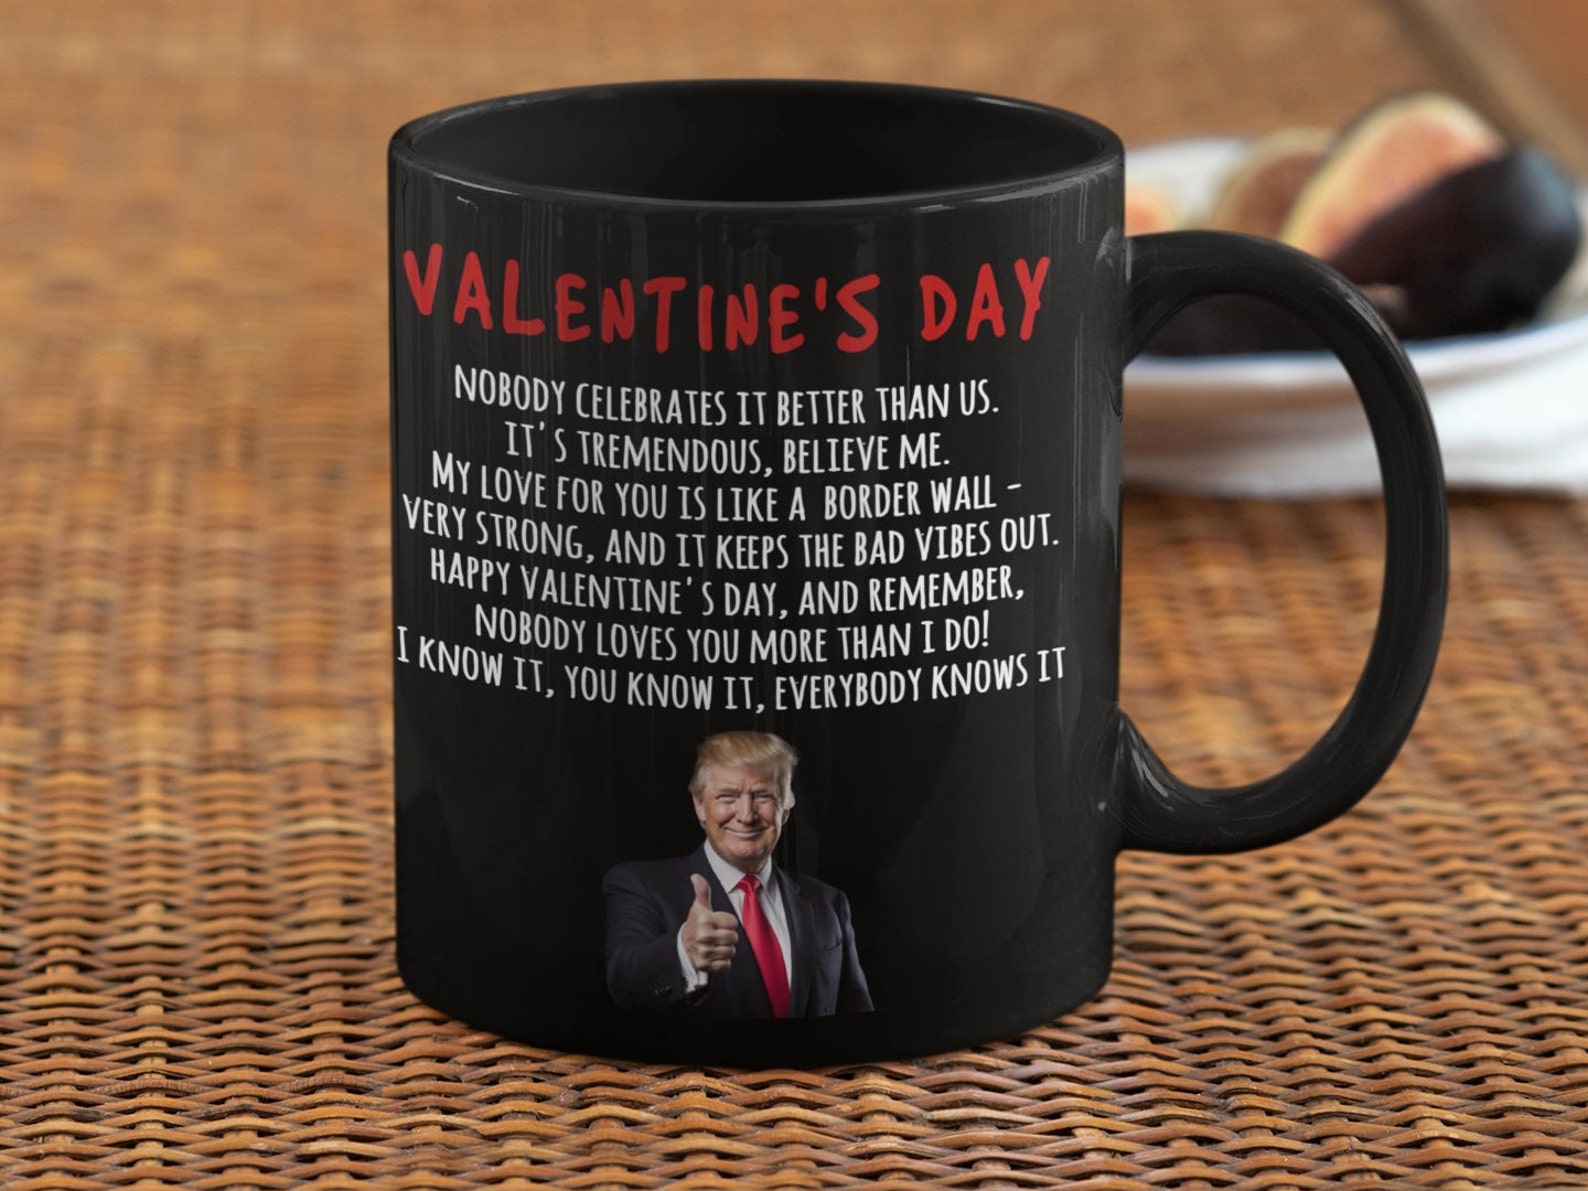 VALENTINE'S DAY
NOBODY CELEBRATES IT BETTER THAN US.
IT'S TREMENDOUS, BELIEVE ME.
MY LOVE FOR YOU IS LIKE A BORDER WALL -
VERY STRONG, AND IT KEEPS THE BAD VIBES OUT.
HAPPY VALENTINE'S DAY, AND REMEMBER,
NOBODY LOVES YOU MORE THAN I DO!
I KNOW IT, YOU KNOW IT, EVERYBODY KNOWS IT